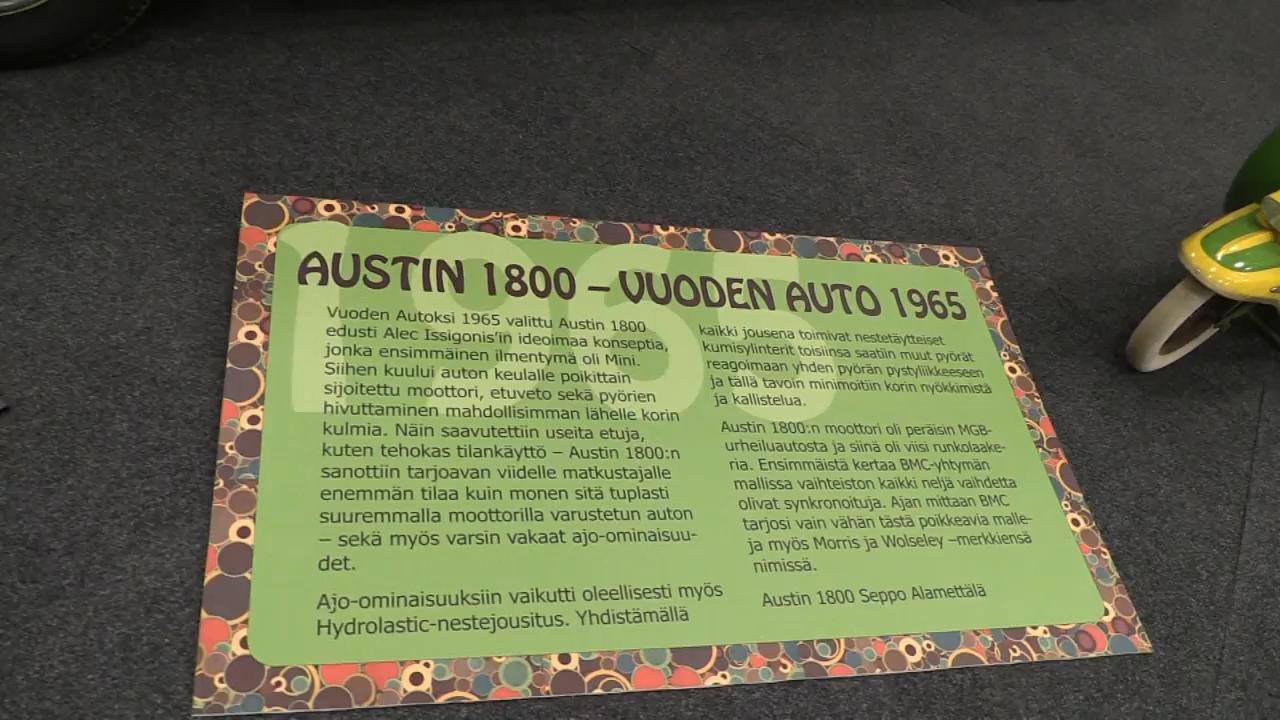 1965
AUSTIN 1800 – VUODEN AUTO 1965
Vuoden Autoksi 1965 valittu Austin 1800
edusti Alec Issigonis’in ideoimaa konseptia,
jonka ensimmäinen ilmentymä oli Mini.
Siihen kuului auton keulalle poikittain
sijoitettu moottori, etuveto sekä pyörien
hivuttaminen mahdollisimman lähelle korin
kulmia. Näin saavutettiin useita etuja,
kuten tehokas tilankäyttö – Austin 1800:n
sanottiin tarjoavan viidelle matkustajalle
enemmän tilaa kuin monen sitä tuplasti
suuremmalla moottorilla varustetun auton
– sekä myös varsin vakaat ajo-ominaisuu-
det.
Ajo-ominaisuuksiin vaikutti oleellisesti myös
Hydrolastic-nestejousitus. Yhdistämällä
kaikki jousena toimivat nestetäytteiset
kumisylinterit toisiinsa saatiin muut pyörät
reagoimaan yhden pyörän pystyliikkeeseen
ja tällä tavoin minimoitiin korin nyökkimistä
ja kallistelua.
Austin 1800:n moottori oli peräisin MGB-
urheiluautosta ja siinä oli viisi runkolaake-
ria. Ensimmäistä kertaa BMC-yhtymän
mallissa vaihteiston kaikki neljä vaihdetta
olivat synkronoituja. Ajan mittaan BMC
tarjosi vain vähän tästä poikkeavia malle-
ja myös Morris ja Wolseley –merkkiensä
nimissä.
Austin 1800 Seppo Alamettälä